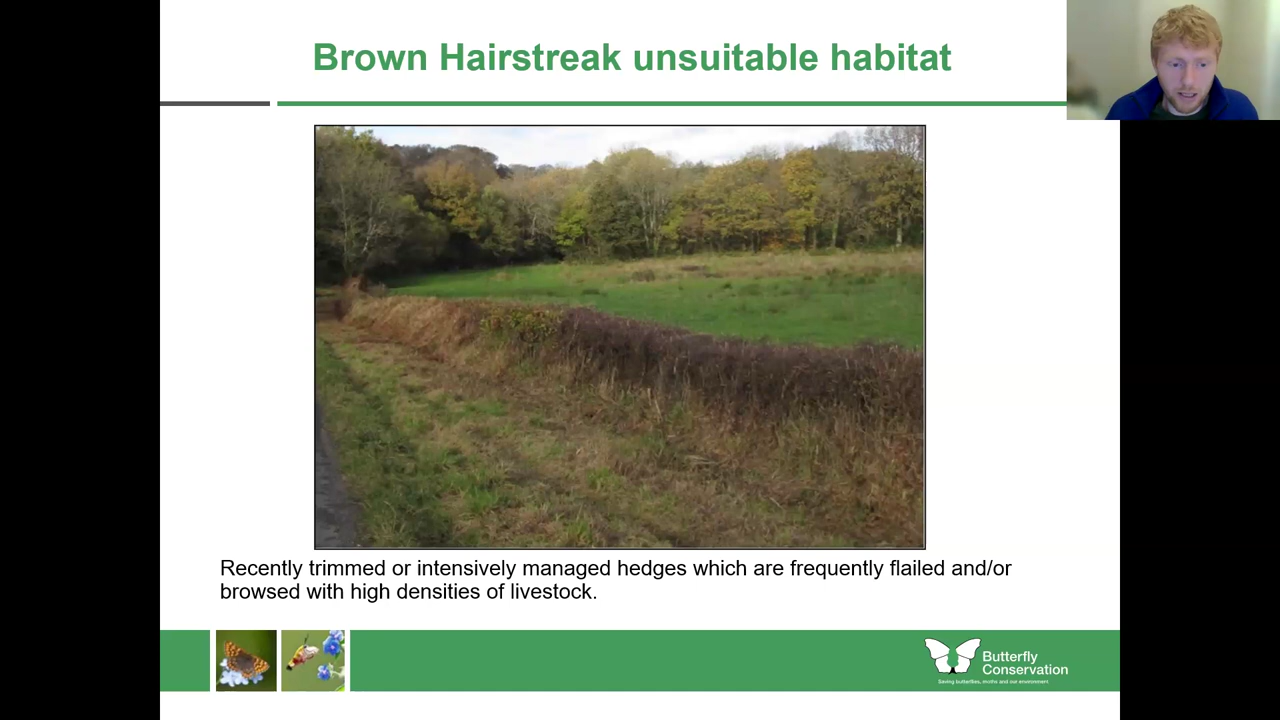 Brown Hairstreak unsuitable habitat
Recently trimmed or intensively managed hedges which are frequently flailed and/or
browsed with high densities of livestock.
Butterfly
Conservation
Saving butterflies, moths and our environment